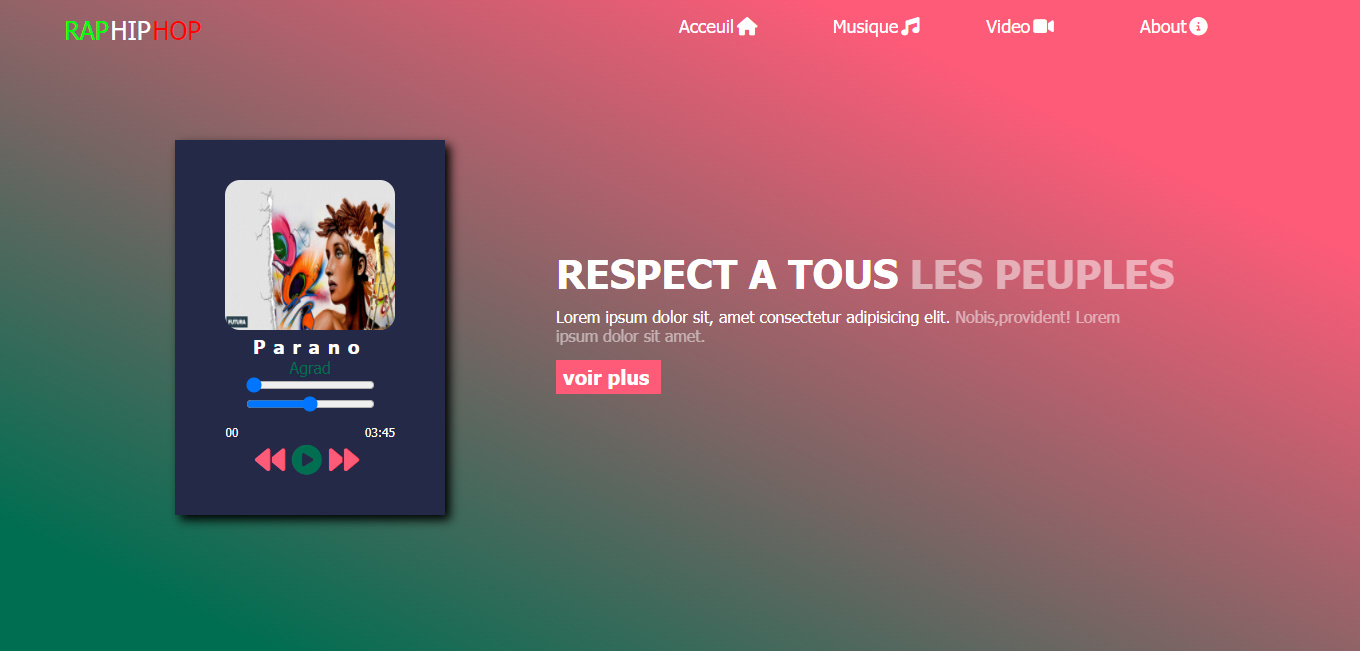 RAPHIPHOP Acceuil Musique Video About
FUTURA
Parano
Agrad
00 03:45
RESPECT A TOUS LES PEUPLES
Lorem ipsum dolor sit, amet consectetur adipisicing elit. Nobis,provident! Lorem
ipsum dolor sit amet.
voir plus